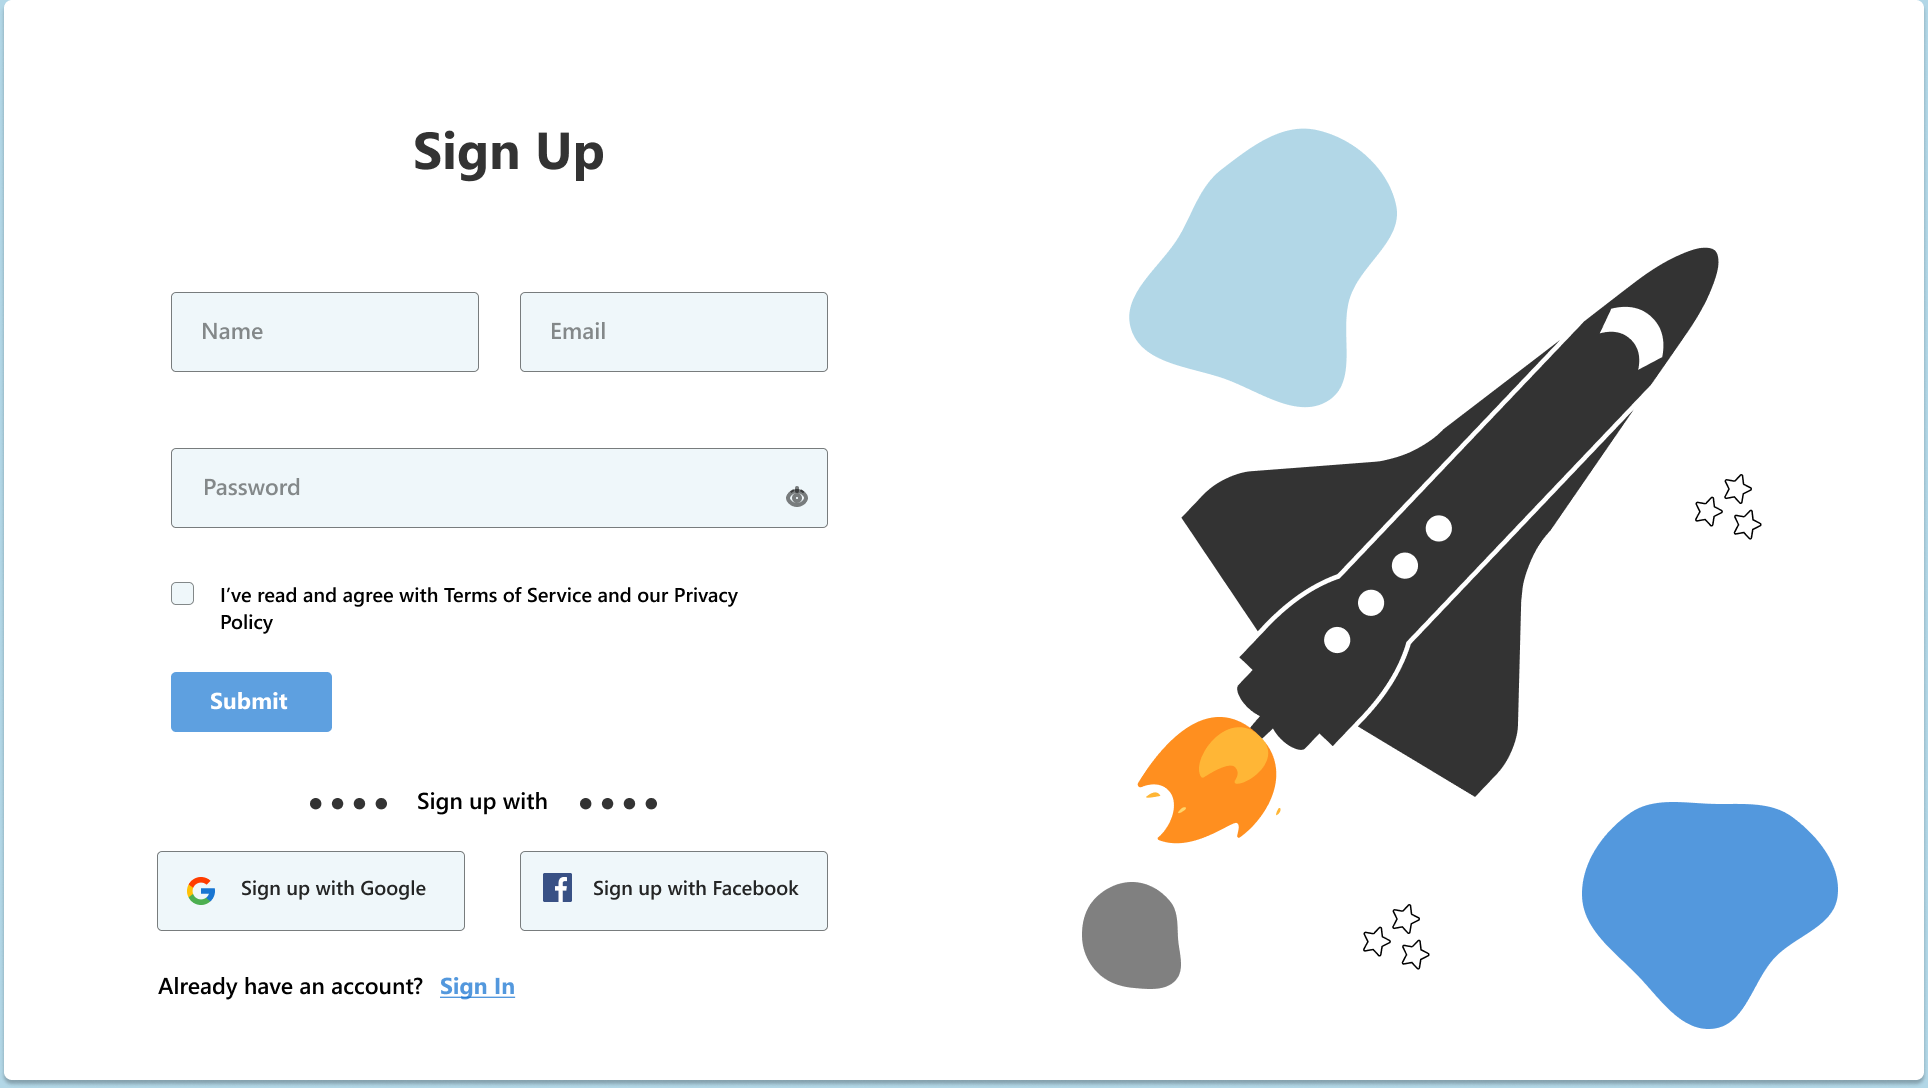 Sign Up
Name
Email
Password
I’ve read and agree with Terms of Service and our Privacy
Policy
Submit
Sign up with
Sign up with Google
Sign up with Facebook
Already have an account? Sign In